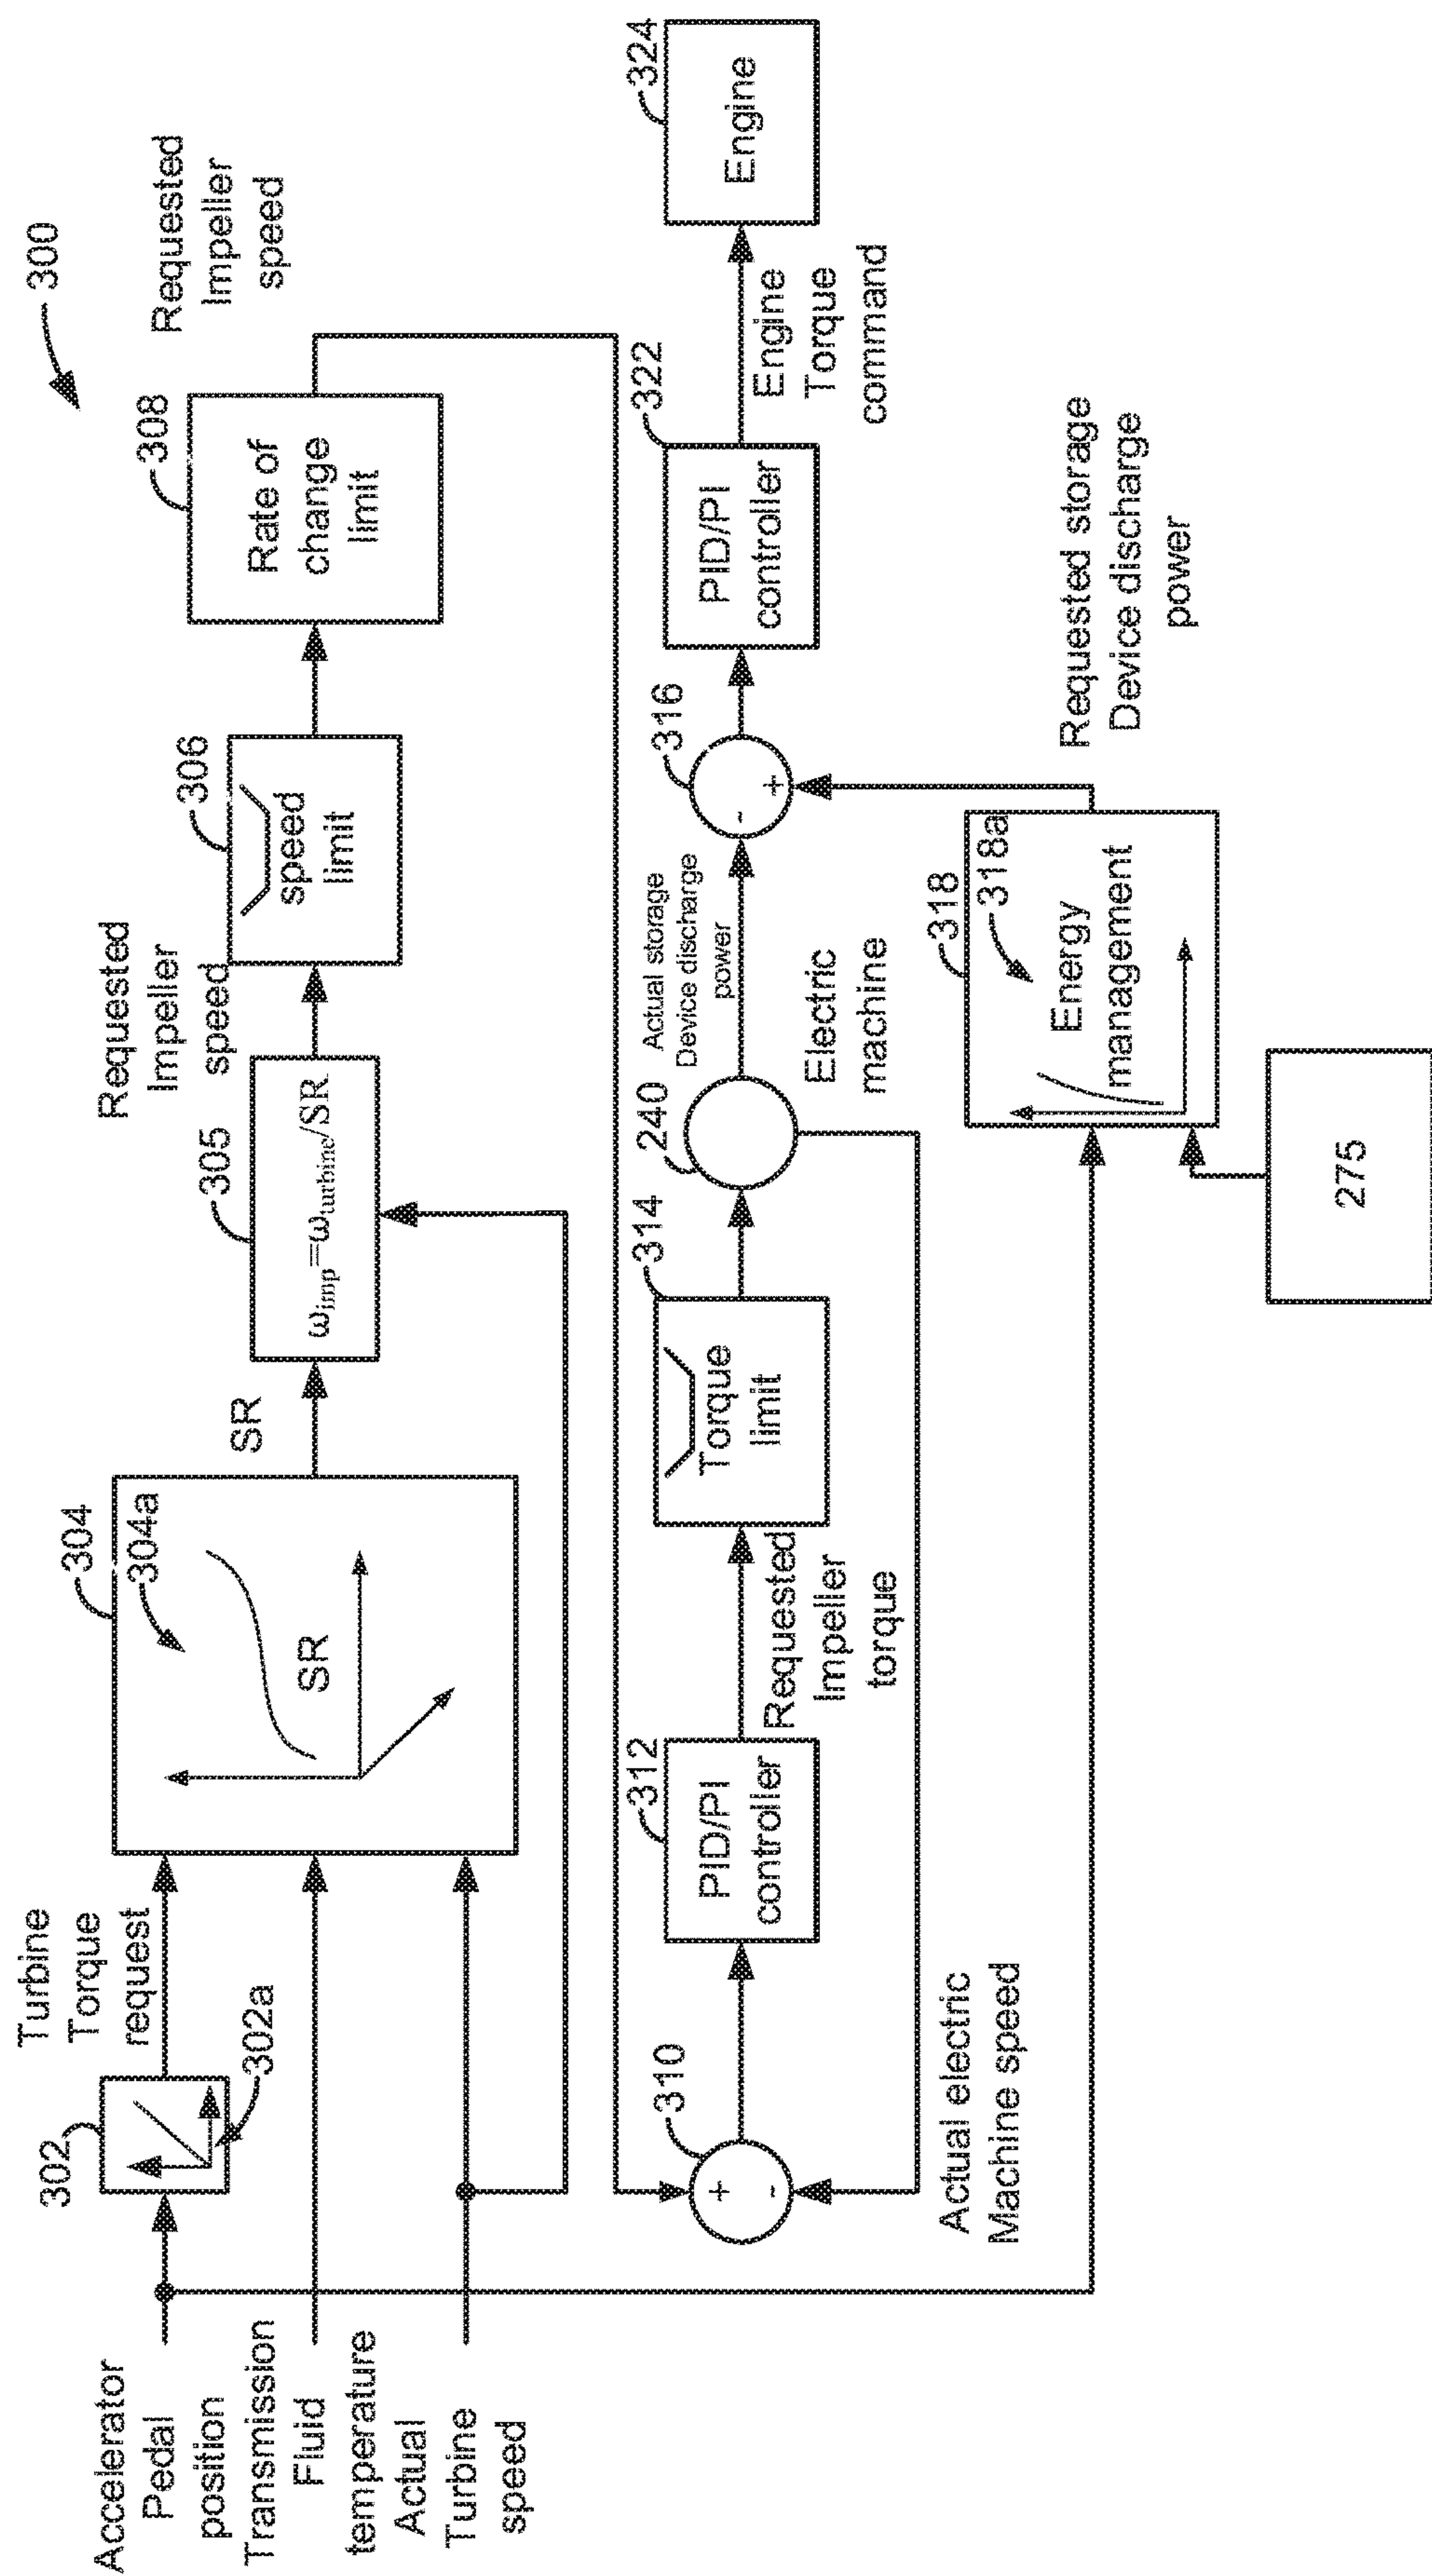 300
Accelerator
Pedal
position
Transmission
Fluid
temperature
Actual
Turbine
speed
302
302a
Turbine
Torque
request
304
304a
SR
SR
305
ω_imp=ω_turbine/SR
Requested
Impeller
speed
306
speed
limit
308
Rate of
change
limit
Requested
Impeller
speed
310
+
-
312
PID/PI
controller
Requested
Impeller
torque
314
Torque
limit
240
Electric
machine
Actual storage
Device discharge
power
316
-
+
322
PID/PI
controller
Engine
Torque
command
324
Engine
Actual electric
Machine speed
318
318a
Energy
management
Requested storage
Device discharge
power
275